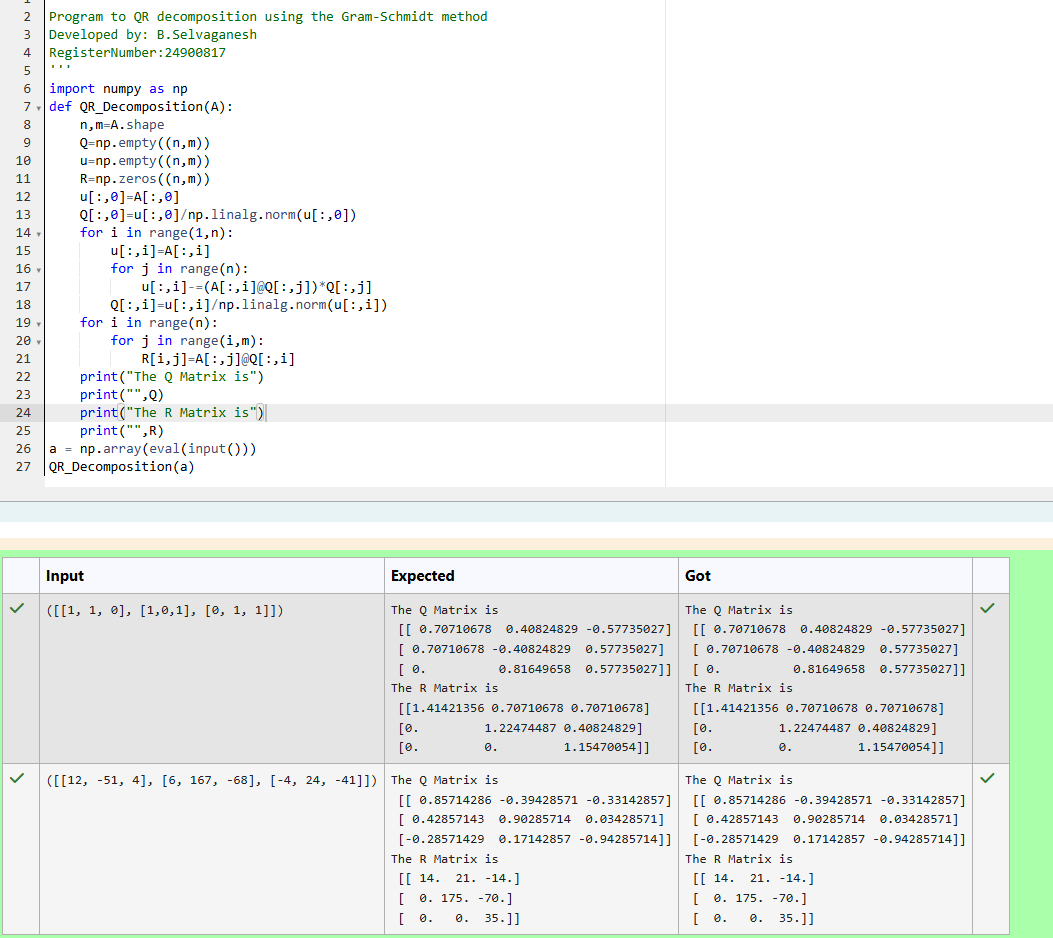 1
2 Program to QR decomposition using the Gram-Schmidt method
3 Developed by: B.Selvaganesh
4 RegisterNumber:24900817
5 '''
6 import numpy as np
7 def QR_Decomposition(A):
8     n,m=A.shape
9     Q=np.empty((n,m))
10     u=np.empty((n,m))
11     R=np.zeros((n,m))
12     u[:,0]=A[:,0]
13     Q[:,0]=u[:,0]/np.linalg.norm(u[:,0])
14     for i in range(1,n):
15         u[:,i]=A[:,i]
16         for j in range(n):
17             u[:,i]-=(A[:,i]@Q[:,j])*Q[:,j]
18         Q[:,i]=u[:,i]/np.linalg.norm(u[:,i])
19     for i in range(n):
20         for j in range(i,m):
21             R[i,j]=A[:,j]@Q[:,i]
22     print("The Q Matrix is")
23     print("",Q)
24     print("The R Matrix is")
25     print("",R)
26 a = np.array(eval(input()))
27 QR_Decomposition(a)
Input Expected Got
([[1, 1, 0], [1,0,1], [0, 1, 1]])
The Q Matrix is
[[ 0.70710678  0.40824829 -0.57735027]
[ 0.70710678 -0.40824829  0.57735027]
[ 0.          0.81649658  0.57735027]]
The R Matrix is
[[1.41421356 0.70710678 0.70710678]
[0.         1.22474487 0.40824829]
[0.         0.         1.15470054]]
The Q Matrix is
[[ 0.70710678  0.40824829 -0.57735027]
[ 0.70710678 -0.40824829  0.57735027]
[ 0.          0.81649658  0.57735027]]
The R Matrix is
[[1.41421356 0.70710678 0.70710678]
[0.         1.22474487 0.40824829]
[0.         0.         1.15470054]]
([[12, -51, 4], [6, 167, -68], [-4, 24, -41]])
The Q Matrix is
[[ 0.85714286 -0.39428571 -0.33142857]
[ 0.42857143  0.90285714  0.03428571]
[-0.28571429  0.17142857 -0.94285714]]
The R Matrix is
[[ 14.  21. -14.]
[  0. 175. -70.]
[  0.   0.  35.]]
The Q Matrix is
[[ 0.85714286 -0.39428571 -0.33142857]
[ 0.42857143  0.90285714  0.03428571]
[-0.28571429  0.17142857 -0.94285714]]
The R Matrix is
[[ 14.  21. -14.]
[  0. 175. -70.]
[  0.   0.  35.]]